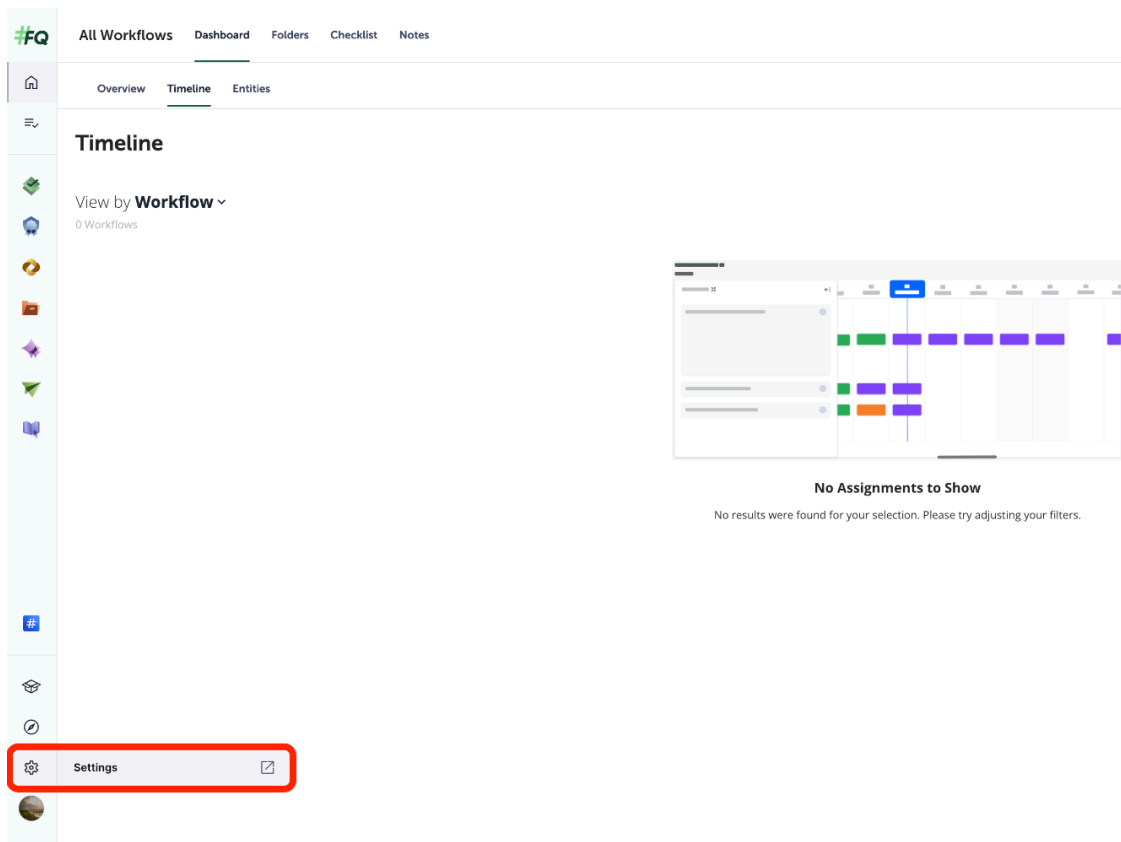 #FQ
All Workflows Dashboard Folders Checklist Notes
Overview Timeline Entities
Timeline
View by Workflow
0 Workflows
No Assignments to Show
No results were found for your selection. Please try adjusting your filters.
#
Settings